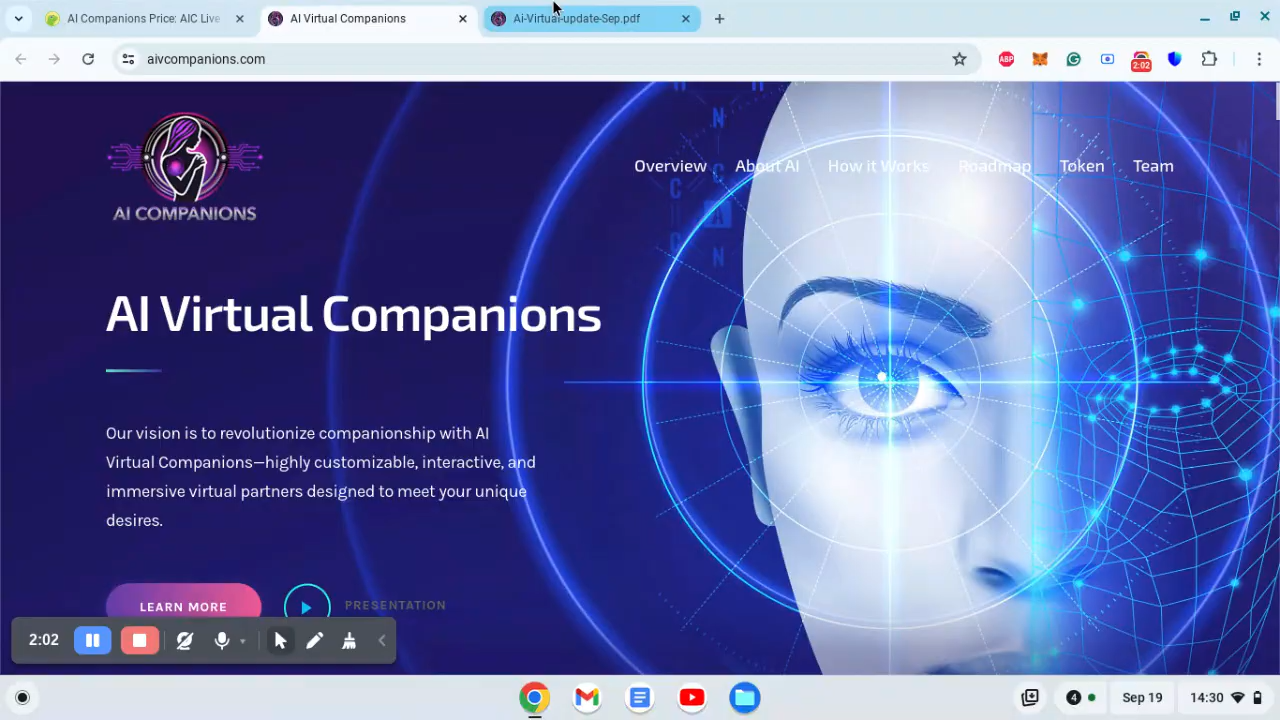 AI Companions Price: AIC Live
AI Virtual Companions
Ai-Virtual-update-Sep.pdf
aivcompanions.com
ABP
2:02
AI COMPANIONS
Overview
About AI
How it Works
Roadmap
Token
Team
AI Virtual Companions
Our vision is to revolutionize companionship with AI
Virtual Companions—highly customizable, interactive, and
immersive virtual partners designed to meet your unique
desires.
LEARN MORE
PRESENTATION
2:02
4
Sep 19
14:30